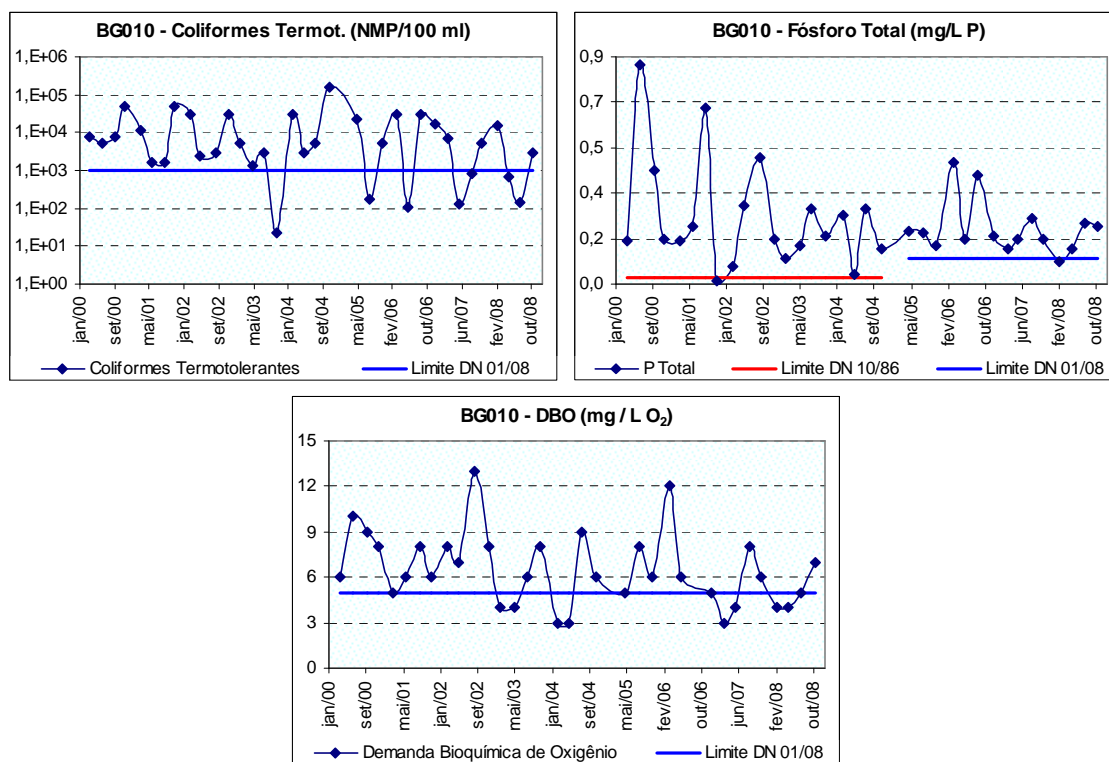 BG010 - Coliformes Termot. (NMP/100 ml)
1,E+06
1,E+05
1,E+04
1,E+03
1,E+02
1,E+01
1,E+00
jan/00 set/00 mai/01 jan/02 set/02 mai/03 jan/04 set/04 mai/05 fev/06 out/06 jun/07 fev/08 out/08
Coliformes Termotolerantes Limite DN 01/08
BG010 - Fósforo Total (mg/L P)
0,9
0,7
0,5
0,4
0,2
0,0
jan/00 set/00 mai/01 jan/02 set/02 mai/03 jan/04 set/04 mai/05 fev/06 out/06 jun/07 fev/08 out/08
P Total Limite DN 10/86 Limite DN 01/08
BG010 - DBO (mg / L O₂)
15
12
9
6
3
0
jan/00 set/00 mai/01 jan/02 set/02 mai/03 jan/04 set/04 mai/05 fev/06 out/06 jun/07 fev/08 out/08
Demanda Bioquímica de Oxigênio Limite DN 01/08